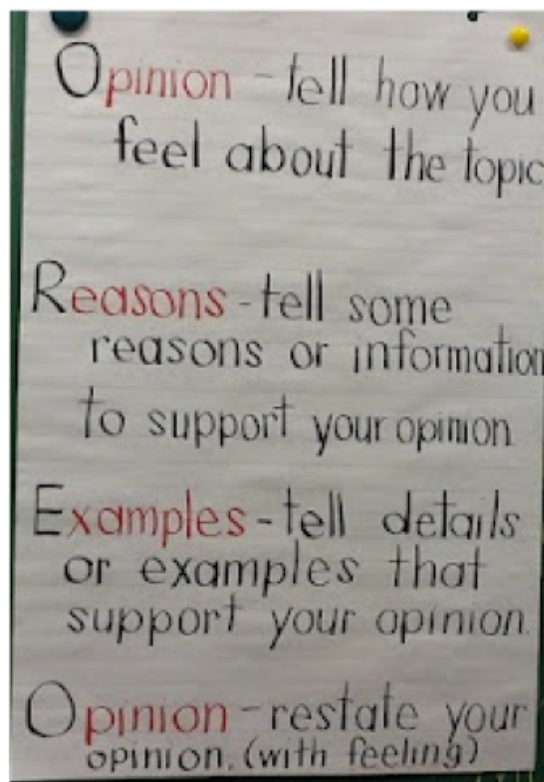 Opinion - tell how you
feel about the topic
Reasons - tell some
reasons or information
to support your opinion
Examples - tell details
or examples that
support your opinion.
Opinion - restate your
opinion. (with feeling)